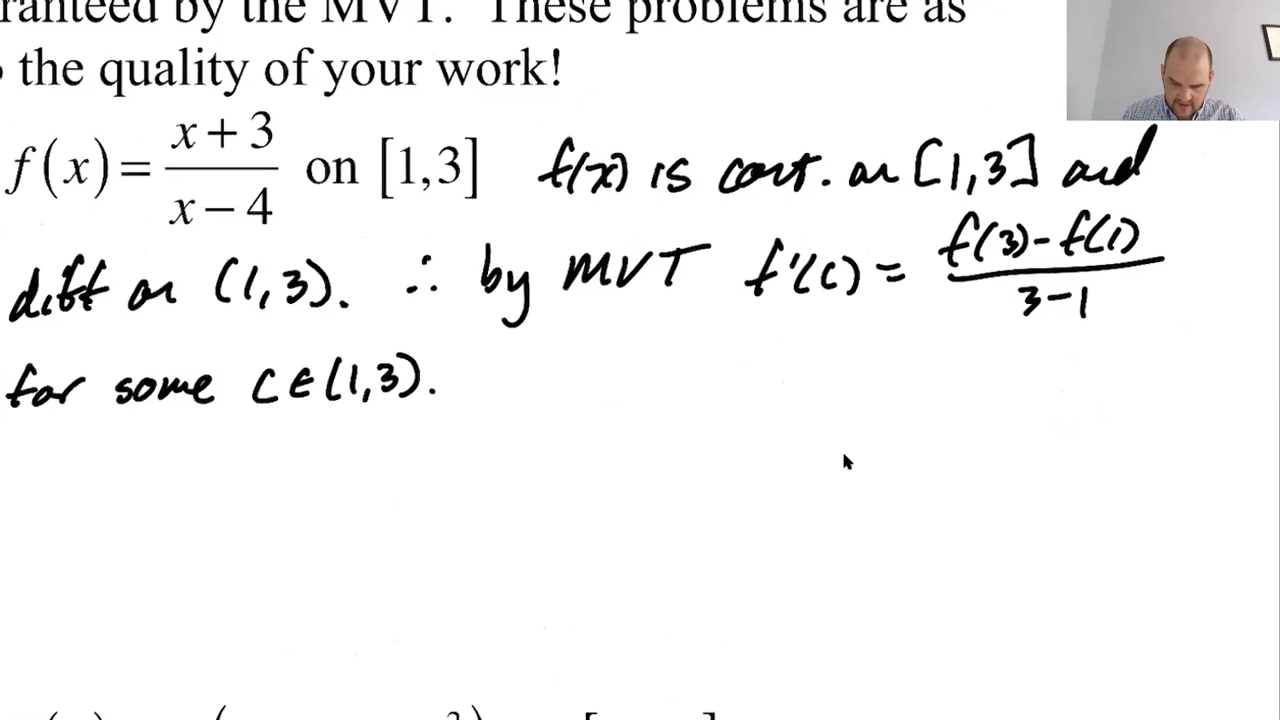 ranteed by the MVT. These problems are as
the quality of your work!
f(x) = \frac{x+3}{x-4} on [1,3] f(x) is cont. on [1,3] and
diff on (1,3). ∴ by MVT f'(c) = \frac{f(3)-f(1)}{3-1}
for some c∈(1,3).